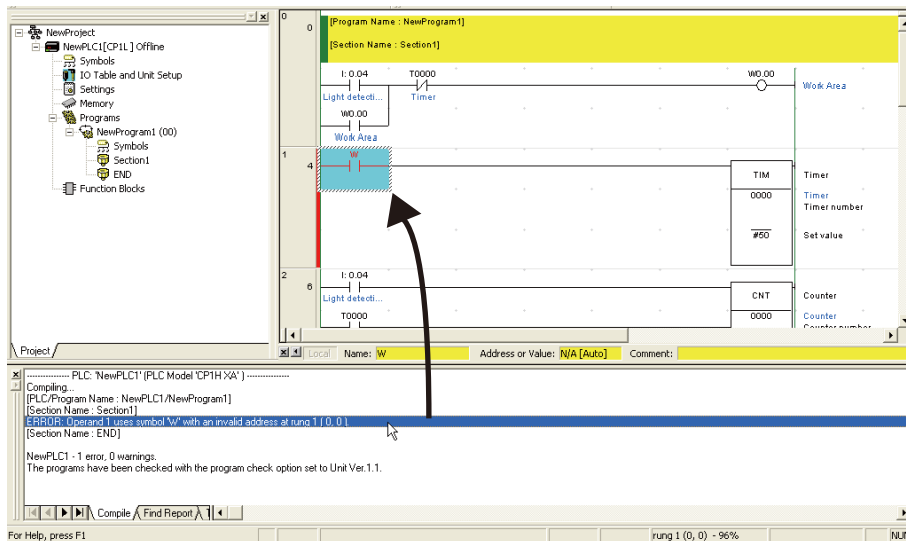 NewProject
NewPLC1[CP1L ] Offline
Symbols
IO Table and Unit Setup
Settings
Memory
Programs
NewProgram1 (00)
Symbols
Section1
END
Function Blocks
Project
0
0
[Program Name : NewProgram1]
[Section Name : Section1]
I: 0.04
T0000
W0.00
Light detecti...
Timer
Work Area
W0.00
Work Area
1
4
W
TIM
Timer
0000
Timer
Timer number
#50
Set value
2
6
I: 0.04
Light detecti...
CNT
Counter
T0000
0000
Counter
Counter number
Local
Name: W
Address or Value: N/A [Auto]
Comment:
---------------- PLC: 'NewPLC1' (PLC Model 'CP1H XA' ) ----------------
Compiling...
[PLC/Program Name : NewPLC1/NewProgram1]
[Section Name : Section1]
ERROR: Operand 1 uses symbol 'W' with an invalid address at rung 1 ( 0, 0 ).
[Section Name : END]
NewPLC1 - 1 error, 0 warnings.
The programs have been checked with the program check option set to Unit Ver.1.1.
Compile
Find Report
For Help, press F1
rung 1 (0, 0) - 96%